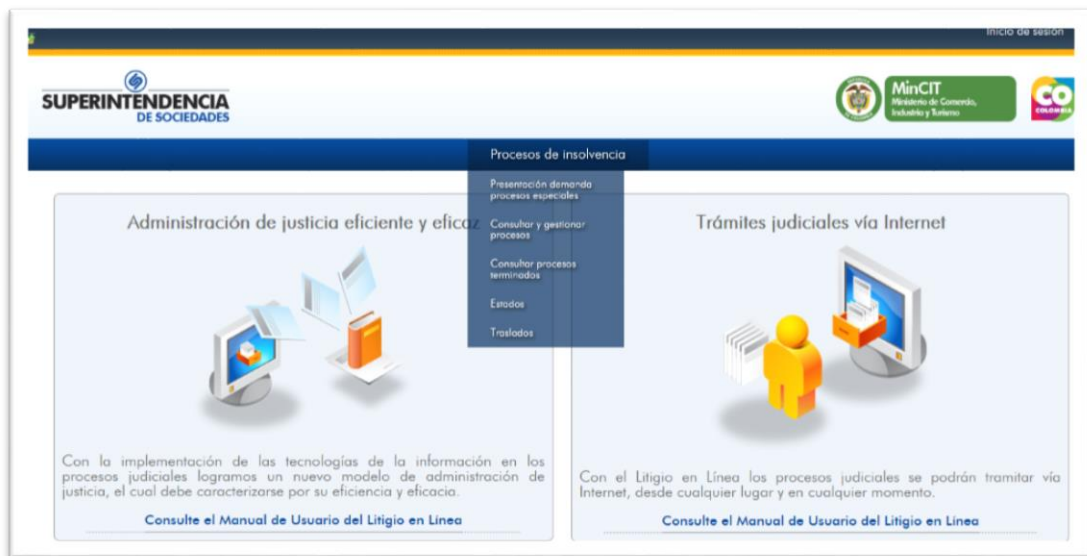 Inicio de sesión
SUPERINTENDENCIA
DE SOCIEDADES
MinCIT
Ministerio de Comercio,
Industria y Turismo
CO
COLOMBIA
Procesos de insolvencia
Presentación demanda
procesos especiales
Consultar y gestionar
procesos
Consultar procesos
terminados
Estados
Traslados
Administración de justicia eficiente y eficaz
Con la implementación de las tecnologías de la información en los
procesos judiciales logramos un nuevo modelo de administración de
justicia, el cual debe caracterizarse por su eficiencia y eficacia.
Consulte el Manual de Usuario del Litigio en Línea
Trámites judiciales vía Internet
Con el Litigio en Línea los procesos judiciales se podrán tramitar vía
Internet, desde cualquier lugar y en cualquier momento.
Consulte el Manual de Usuario del Litigio en Línea